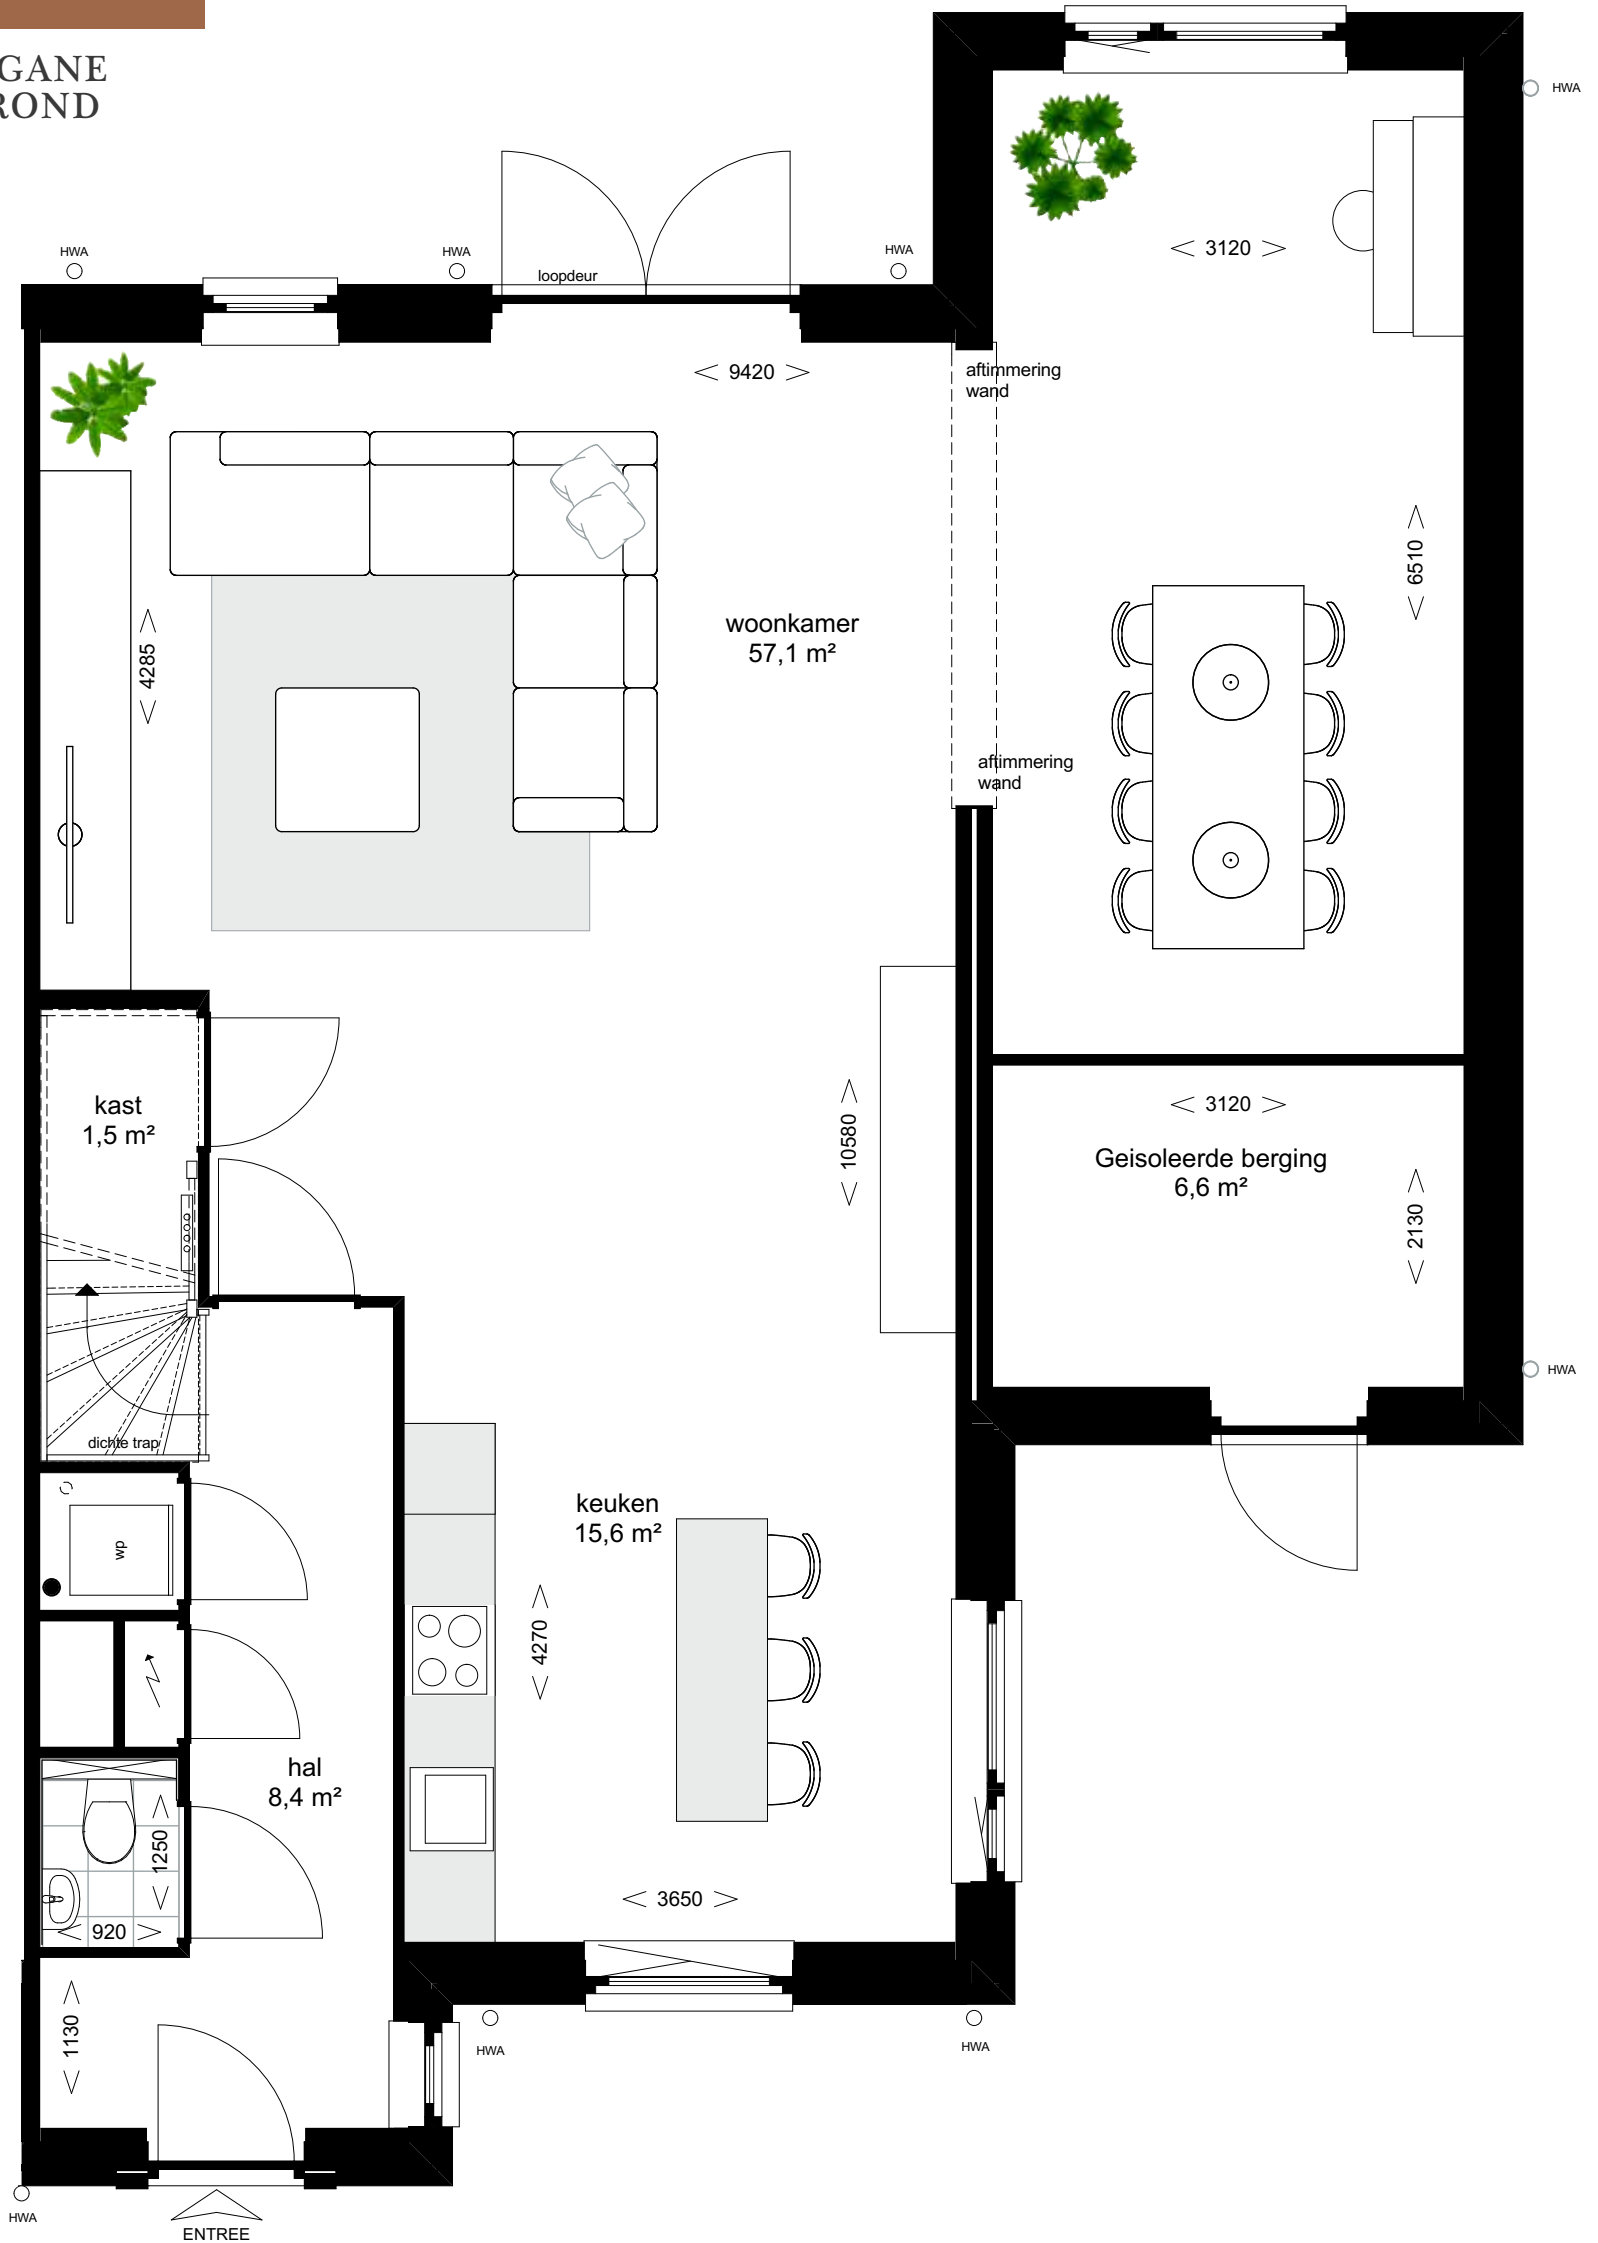 GANE
ROND
HWA
3120
HWA
HWA
HWA
loopdeur
9420
aftimmering
wand
6510
woonkamer
57,1 m²
4285
aftimmering
wand
kast
1,5 m²
10580
3120
Geisoleerde berging
6,6 m²
2130
HWA
dichte trap
wp
keuken
15,6 m²
4270
hal
8,4 m²
1250
920
3650
1130
HWA
HWA
HWA
ENTREE